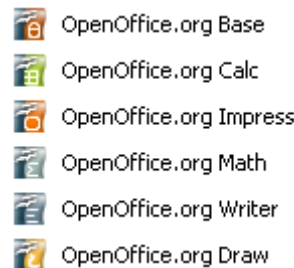 OpenOffice.org Base
OpenOffice.org Calc
OpenOffice.org Impress
OpenOffice.org Math
OpenOffice.org Writer
OpenOffice.org Draw